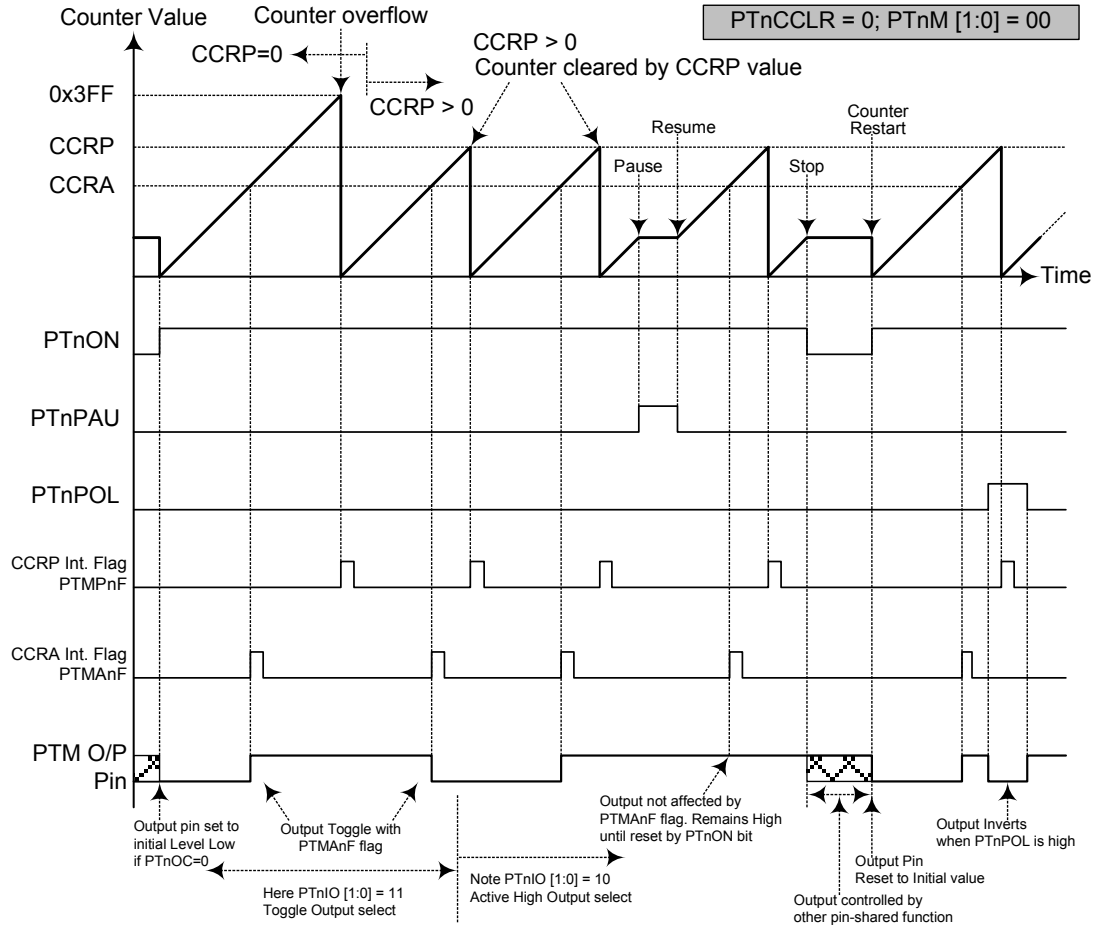 Counter Value
Counter overflow
PTnCCLR = 0; PTnM [1:0] = 00
CCRP=0
CCRP > 0
CCRP > 0
Counter cleared by CCRP value
0x3FF
CCRP
CCRA
Pause
Resume
Stop
Counter
Restart
Time
PTnON
PTnPAU
PTnPOL
CCRP Int. Flag
PTMPnF
CCRA Int. Flag
PTMAnF
PTM O/P
Pin
Output pin set to
initial Level Low
if PTnOC=0
Output Toggle with
PTMAnF flag
Here PTnIO [1:0] = 11
Toggle Output select
Note PTnIO [1:0] = 10
Active High Output select
Output not affected by
PTMAnF flag. Remains High
until reset by PTnON bit
Output controlled by
other pin-shared function
Output Pin
Reset to Initial value
Output Inverts
when PTnPOL is high